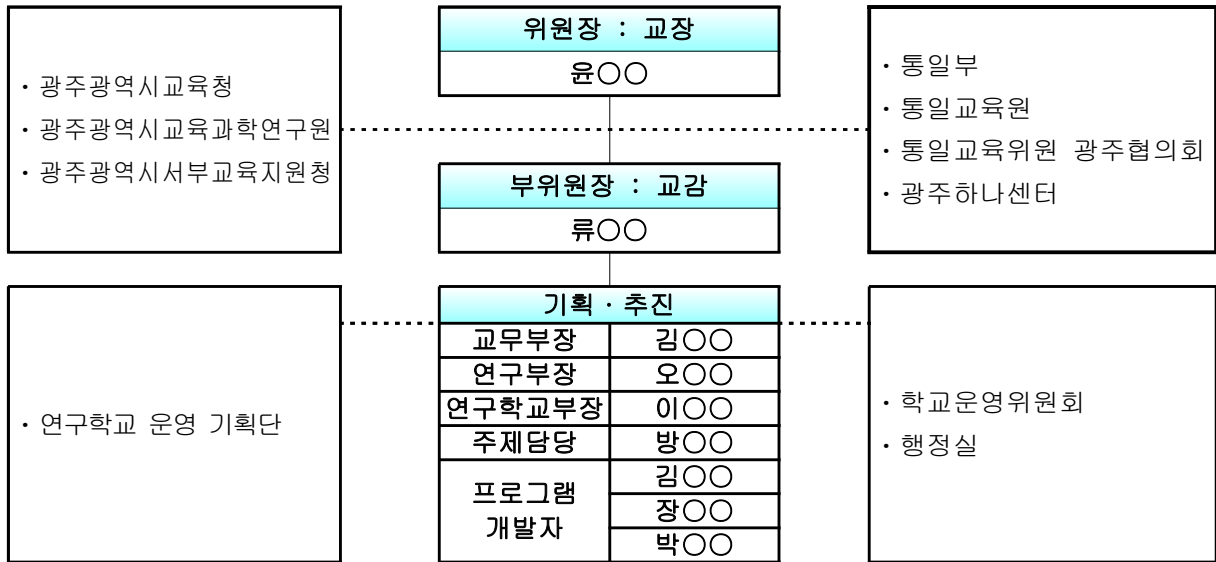 · 광주광역시교육청
· 광주광역시교육과학연구원
· 광주광역시서부교육지원청
위원장 : 교장
윤○○
· 통일부
· 통일교육원
· 통일교육위원 광주협의회
· 광주하나센터
부위원장 : 교감
류○○
· 연구학교 운영 기획단
기획 · 추진
교무부장 김○○
연구부장 오○○
연구학교부장 이○○
주제담당 방○○
프로그램
개발자
김○○
장○○
박○○
· 학교운영위원회
· 행정실